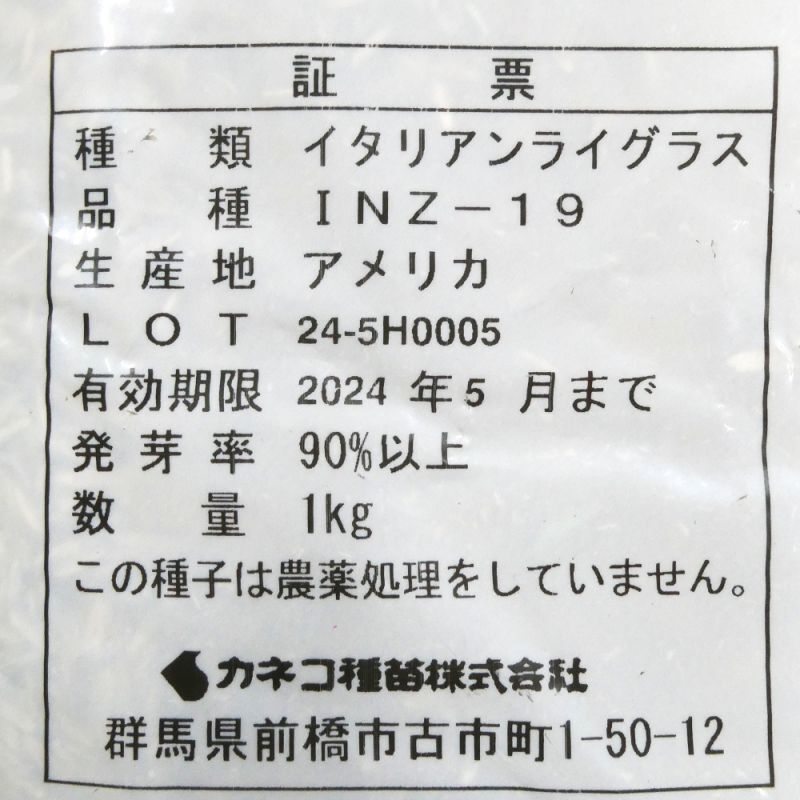 証票
種類 イタリアンライグラス
品種 INZ-19
生産地 アメリカ
LOT 24-5H0005
有効期限 2024 年5 月まで
発芽率 90%以上
数量 1kg
この種子は農薬処理をしていません。
カネコ種苗株式会社
群馬県前橋市古市町1-50-12